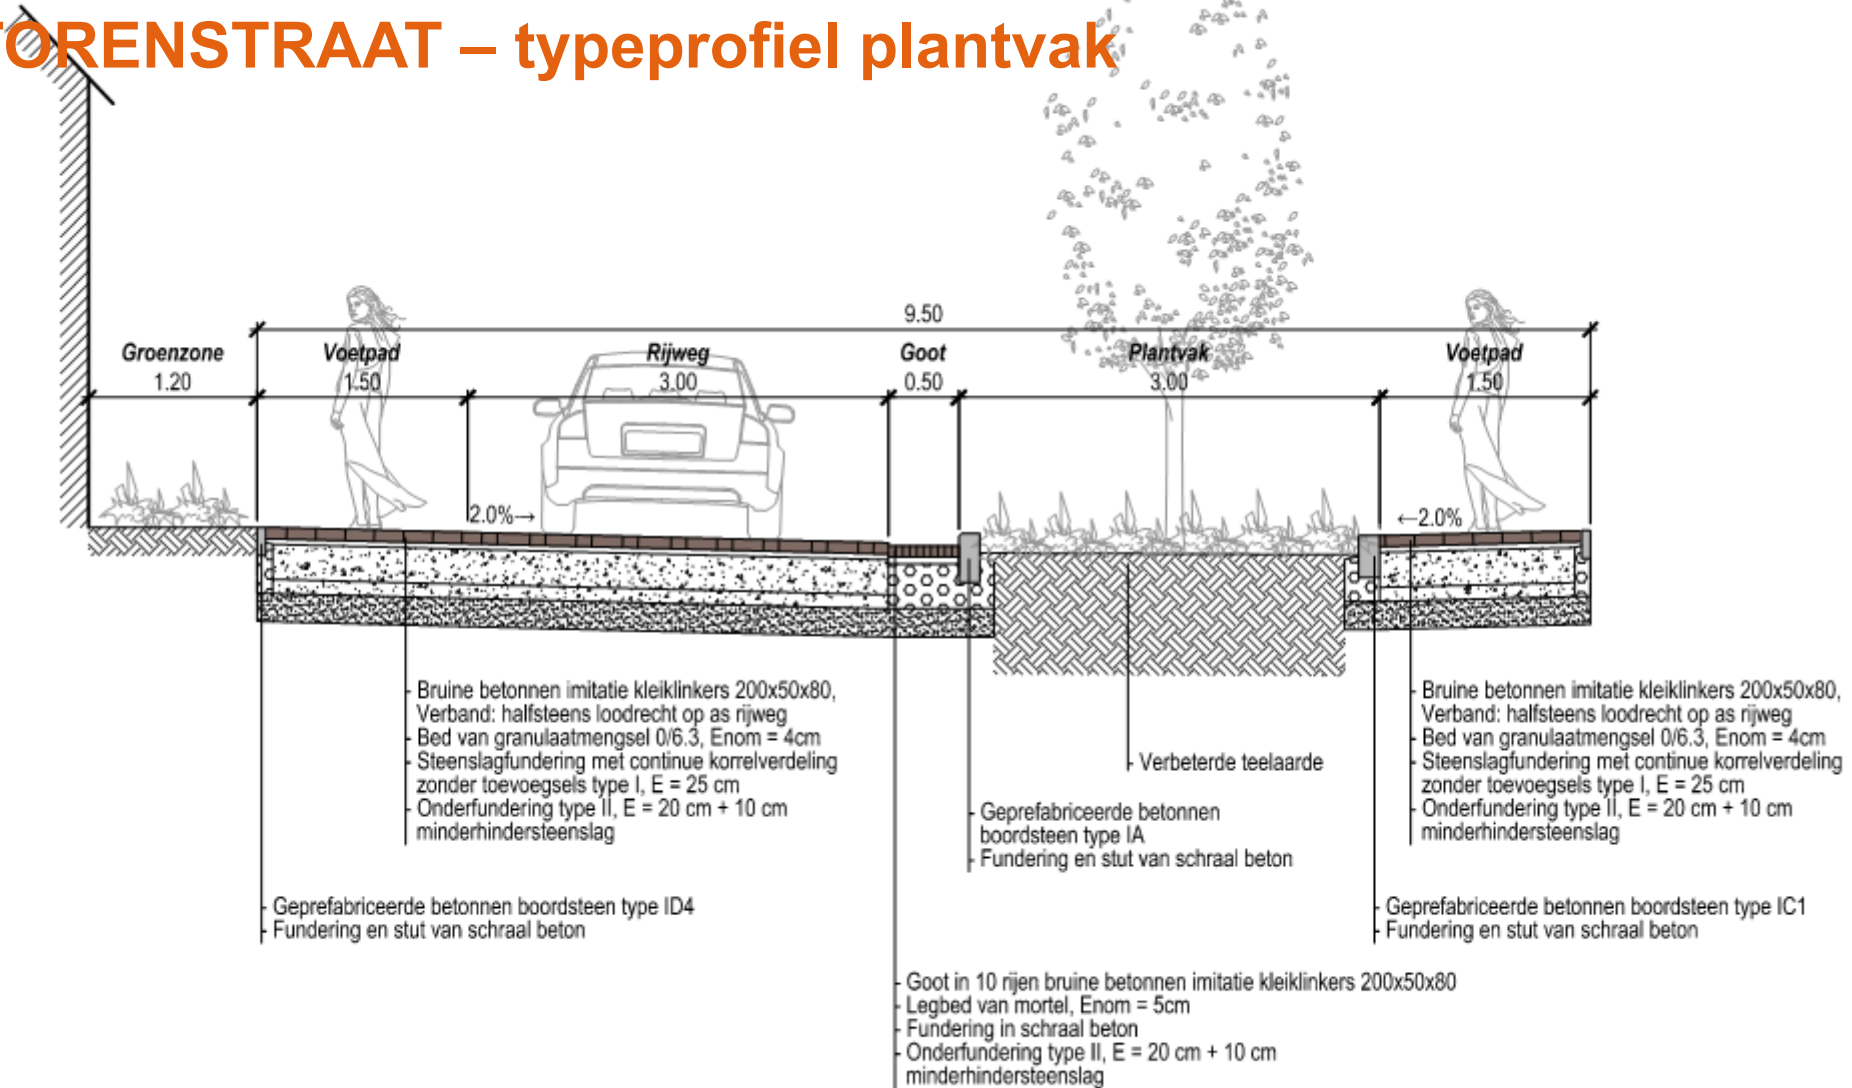 TORENSTRAAT – typeprofiel plantvak
9.50
Groenzone
Voetpad
Rijweg
Goot
Plantvak
Voetpad
1.20
1.50
3.00
0.50
3.00
1.50
2.0%→
←2.0%
- Bruine betonnen imitatie kleiklinkers 200x50x80,
Verband: halfsteens loodrecht op as rijweg
- Bed van granulaatmengsel 0/6.3, Enom = 4cm
- Steenslagfundering met continue korrelverdeling
zonder toevoegsels type I, E = 25 cm
- Onderfundering type II, E = 20 cm + 10 cm
minderhindersteenslag
- Geprefabriceerde betonnen boordsteen type ID4
- Fundering en stut van schraal beton
- Verbeterde teelaarde
- Geprefabriceerde betonnen
boordsteen type IA
- Fundering en stut van schraal beton
- Bruine betonnen imitatie kleiklinkers 200x50x80,
Verband: halfsteens loodrecht op as rijweg
- Bed van granulaatmengsel 0/6.3, Enom = 4cm
- Steenslagfundering met continue korrelverdeling
zonder toevoegsels type I, E = 25 cm
- Onderfundering type II, E = 20 cm + 10 cm
minderhindersteenslag
- Geprefabriceerde betonnen boordsteen type IC1
- Fundering en stut van schraal beton
- Goot in 10 rijen bruine betonnen imitatie kleiklinkers 200x50x80
- Legbed van mortel, Enom = 5cm
- Fundering in schraal beton
- Onderfundering type II, E = 20 cm + 10 cm
minderhindersteenslag